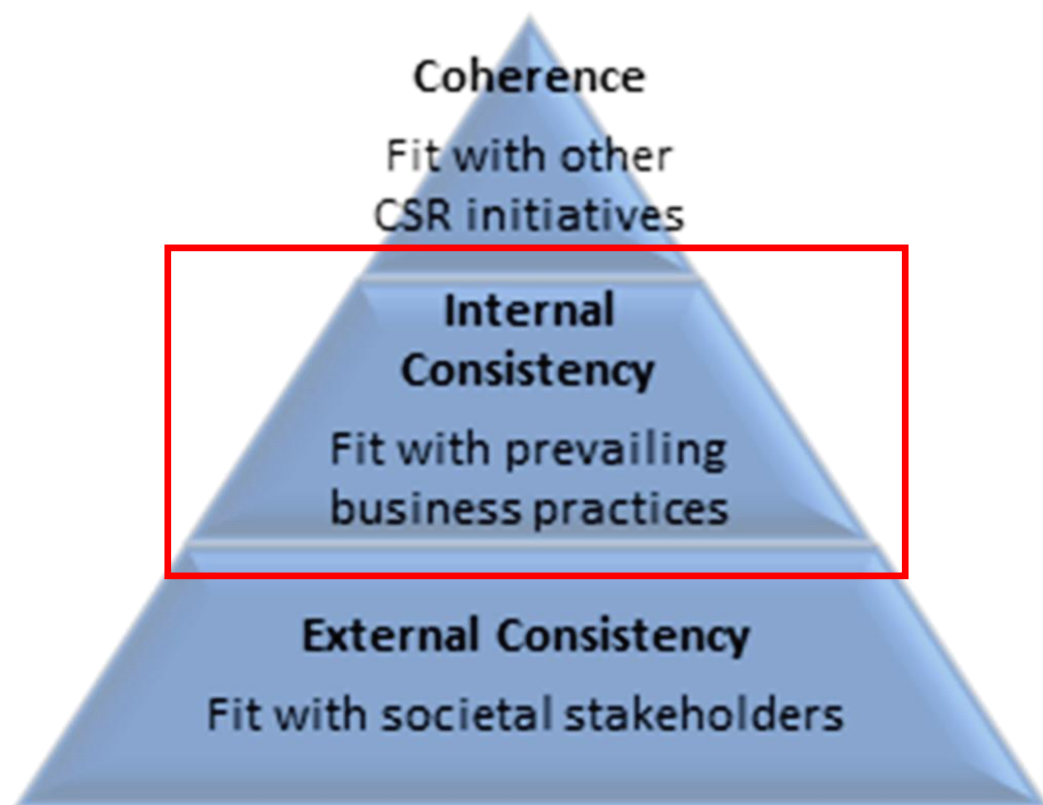 Coherence
Fit with other
CSR initiatives
Internal
Consistency
Fit with prevailing
business practices
External Consistency
Fit with societal stakeholders